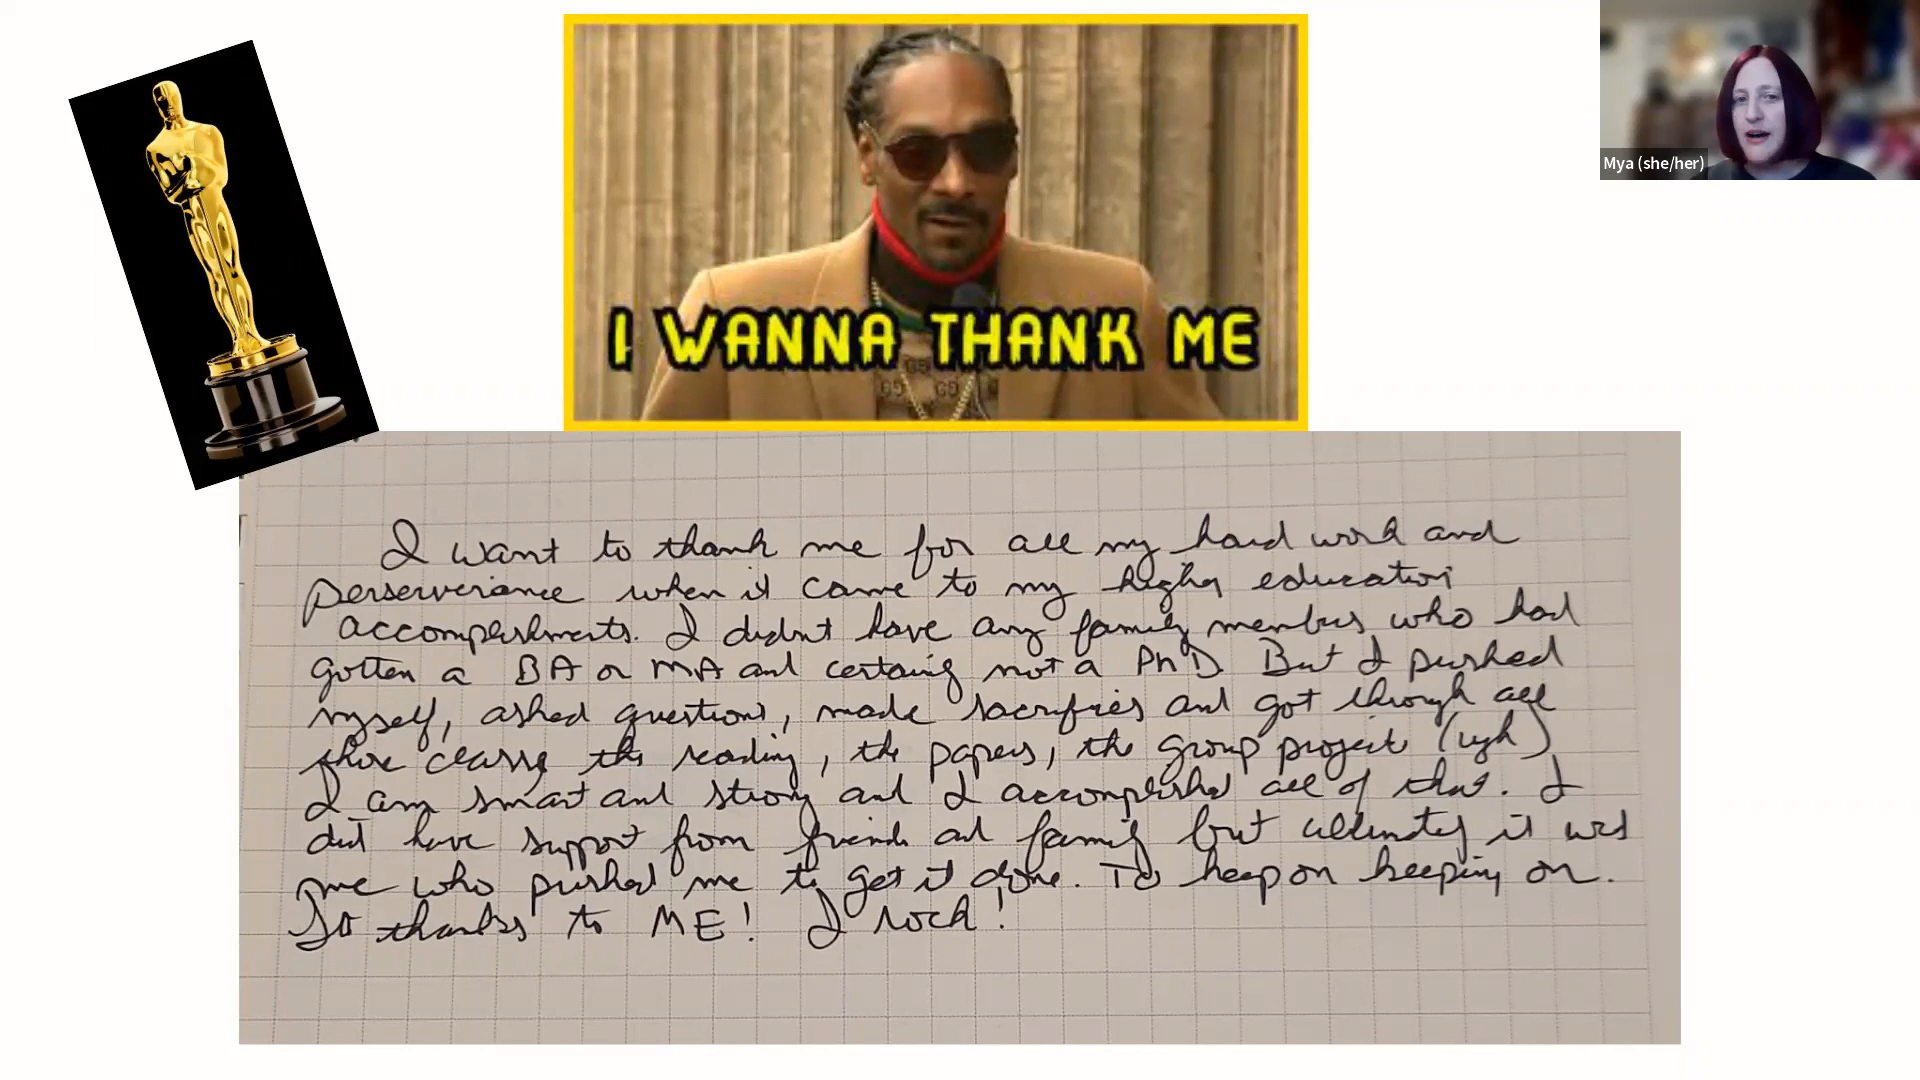 I WANNA THANK ME
Mya (she/her)
I want to thank me for all my hard work and
perserverance when it came to my higher education
accomplishments. I didnt have any family members who had
gotten a BA or MA and certainly not a PhD. But I pushed
myself, asked questions, made sacrifices and got through all
those classes, the reading, the papers, the group project (ugh)
I am smart and strong and I accomplished all of that. I
did have support from friends and family but ultimately it was
me who pushed me to get it done. To keep on keeping on.
So thanks to ME! I rock!